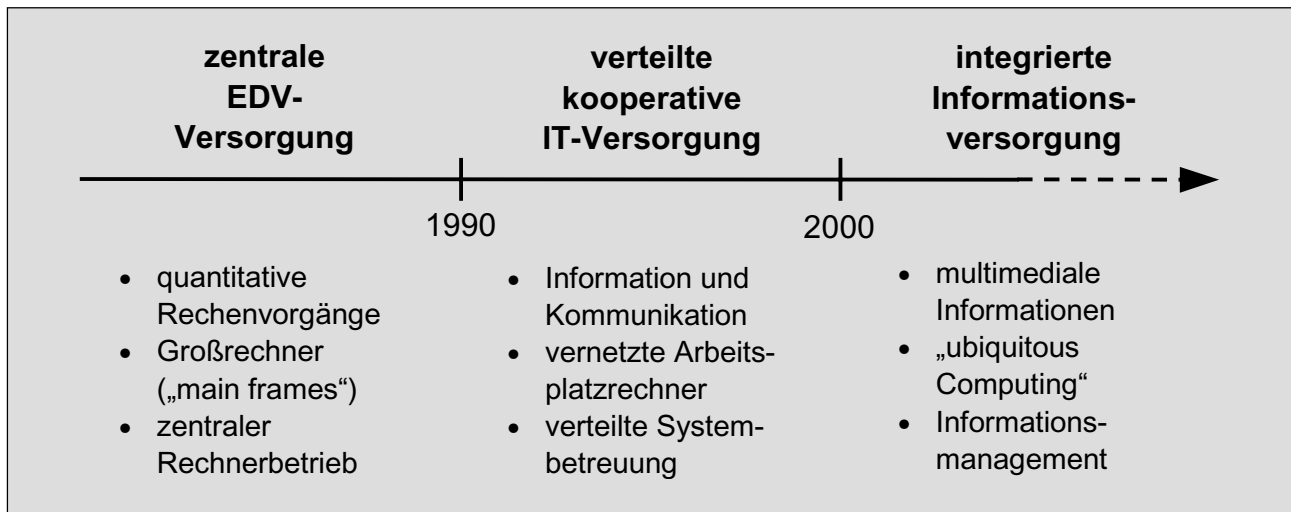 zentrale
EDV-
Versorgung
verteilte
kooperative
IT-Versorgung
integrierte
Informations-
versorgung
1990
2000
• quantitative
Rechenvorgänge
• Großrechner
(„main frames“)
• zentraler
Rechnerbetrieb
• Information und
Kommunikation
• vernetzte Arbeits-
platzrechner
• verteilte System-
betreuung
• multimediale
Informationen
• „ubiquitous
Computing“
• Informations-
management